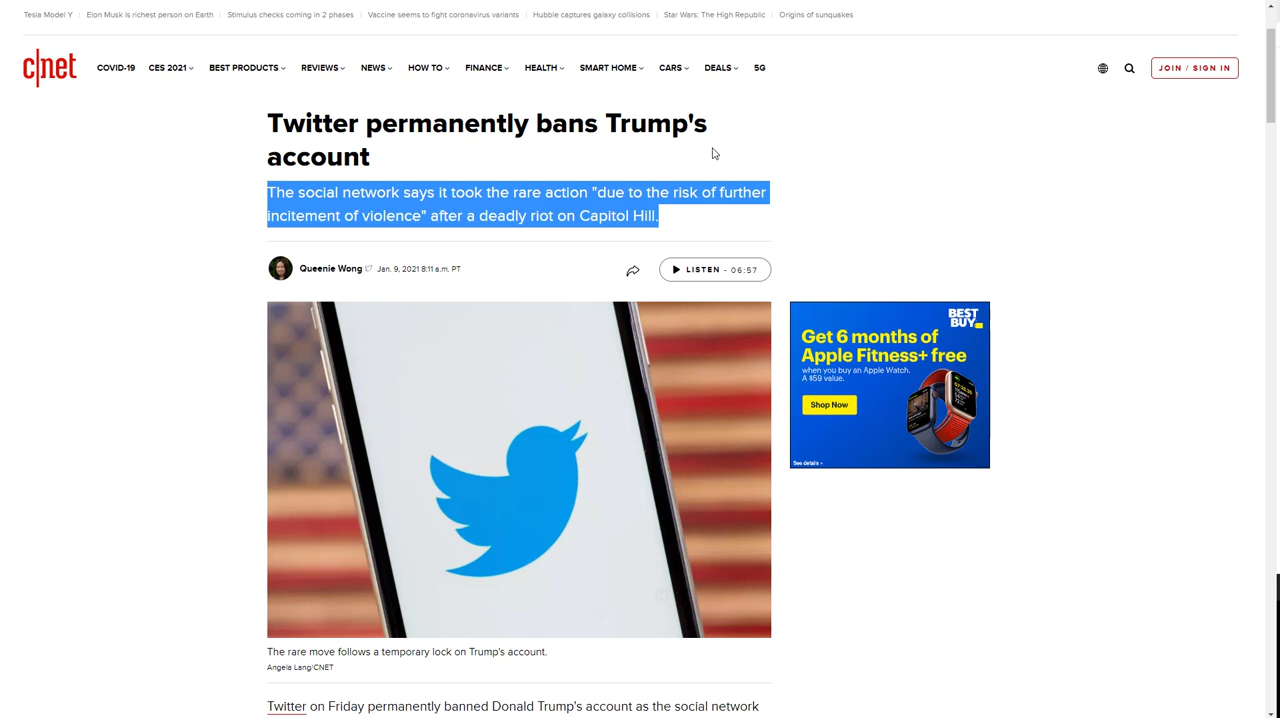 Tesla Model Y | Elon Musk is richest person on Earth | Stimulus checks coming in 2 phases | Vaccine seems to fight coronavirus variants | Hubble captures galaxy collisions | Star Wars: The High Republic | Origins of sunquakes
c|net COVID-19 CES 2021 BEST PRODUCTS REVIEWS NEWS HOW TO FINANCE HEALTH SMART HOME CARS DEALS 5G JOIN / SIGN IN
Twitter permanently bans Trump's
account
The social network says it took the rare action "due to the risk of further
incitement of violence" after a deadly riot on Capitol Hill.
Queenie Wong Jan. 9, 2021 8:11 a.m. PT LISTEN - 06:57
BEST
BUY
Get 6 months of
Apple Fitness+ free
when you buy an Apple Watch.
A $59 value.
Shop Now
See details
The rare move follows a temporary lock on Trump's account.
Angela Lang/CNET
Twitter on Friday permanently banned Donald Trump's account as the social network